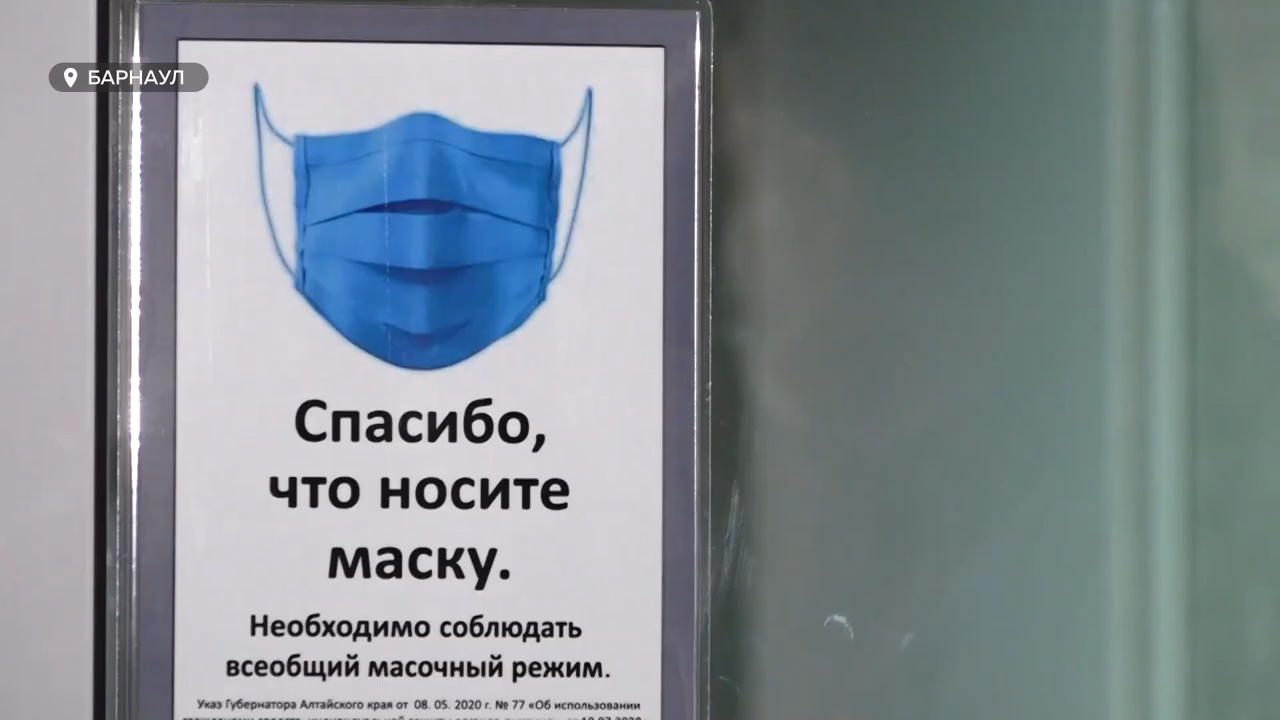 БАРНАУЛ
Спасибо,
что носите
маску.
Необходимо соблюдать
всеобщий масочный режим.
Указ Губернатора Алтайского края от 08. 05. 2020 г. № 77 «Об использовании